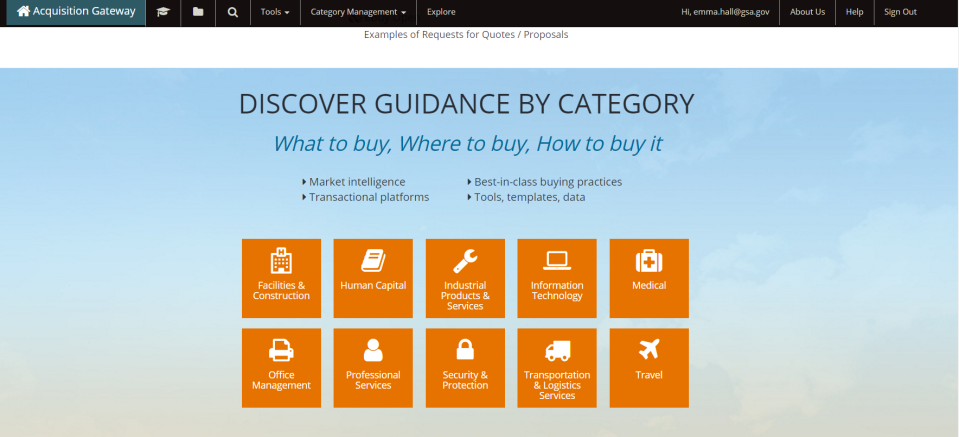 Acquisition Gateway
Tools
Category Management
Explore
Hi, emma.hall@gsa.gov
About Us
Help
Sign Out
Examples of Requests for Quotes / Proposals
DISCOVER GUIDANCE BY CATEGORY
What to buy, Where to buy, How to buy it
Market intelligence
Transactional platforms
Best-in-class buying practices
Tools, templates, data
Facilities &
Construction
Human Capital
Industrial
Products &
Services
Information
Technology
Medical
Office
Management
Professional
Services
Security &
Protection
Transportation
& Logistics
Services
Travel